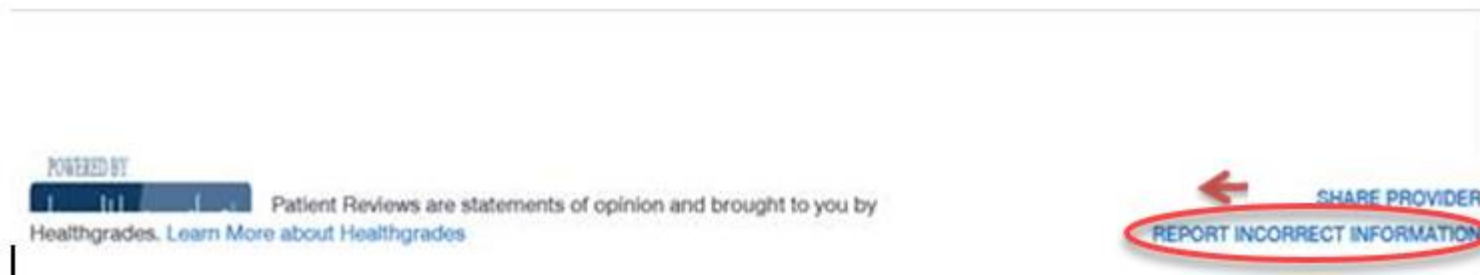 POWERED BY
Patient Reviews are statements of opinion and brought to you by
Healthgrades. Learn More about Healthgrades
SHARE PROVIDER
REPORT INCORRECT INFORMATION